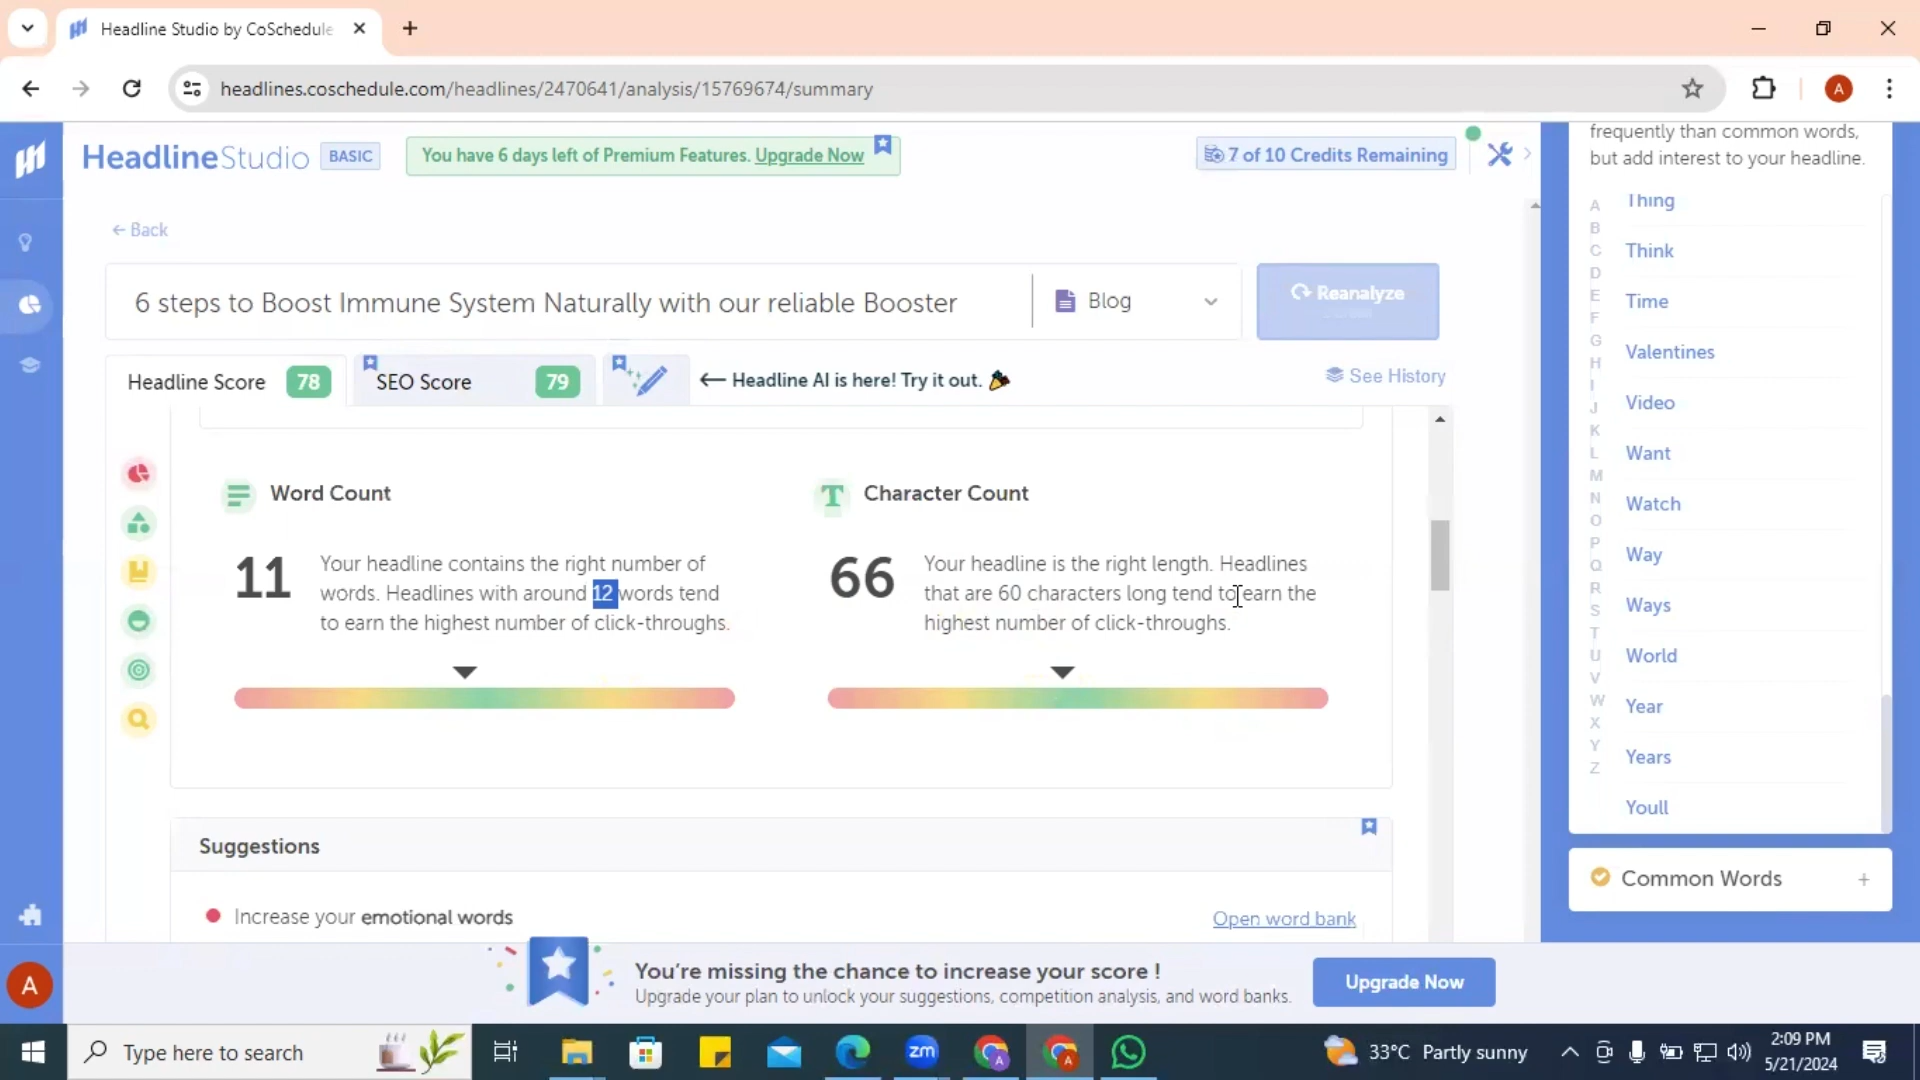 Headline Studio by CoSchedule
headlines.coschedule.com/headlines/2470641/analysis/15769674/summary
A
HeadlineStudio BASIC
You have 6 days left of Premium Features. Upgrade Now
7 of 10 Credits Remaining
← Back
6 steps to Boost Immune System Naturally with our reliable Booster
Blog
Reanalyze
Headline Score 78
SEO Score 79
← Headline AI is here! Try it out.
See History
Word Count
11
Your headline contains the right number of
words. Headlines with around 12 words tend
to earn the highest number of click-throughs.
Character Count
66
Your headline is the right length. Headlines
that are 60 characters long tend to earn the
highest number of click-throughs.
Suggestions
Increase your emotional words
Open word bank
frequently than common words,
but add interest to your headline.
A
B
C
D
E
F
G
H
I
J
K
L
M
N
O
P
Q
R
S
T
U
V
W
X
Y
Z
Thing
Think
Time
Valentines
Video
Want
Watch
Way
Ways
World
Year
Years
Youll
Common Words +
A
You're missing the chance to increase your score !
Upgrade your plan to unlock your suggestions, competition analysis, and word banks.
Upgrade Now
Type here to search
zm
A
A
33°C Partly sunny
2:09 PM
5/21/2024